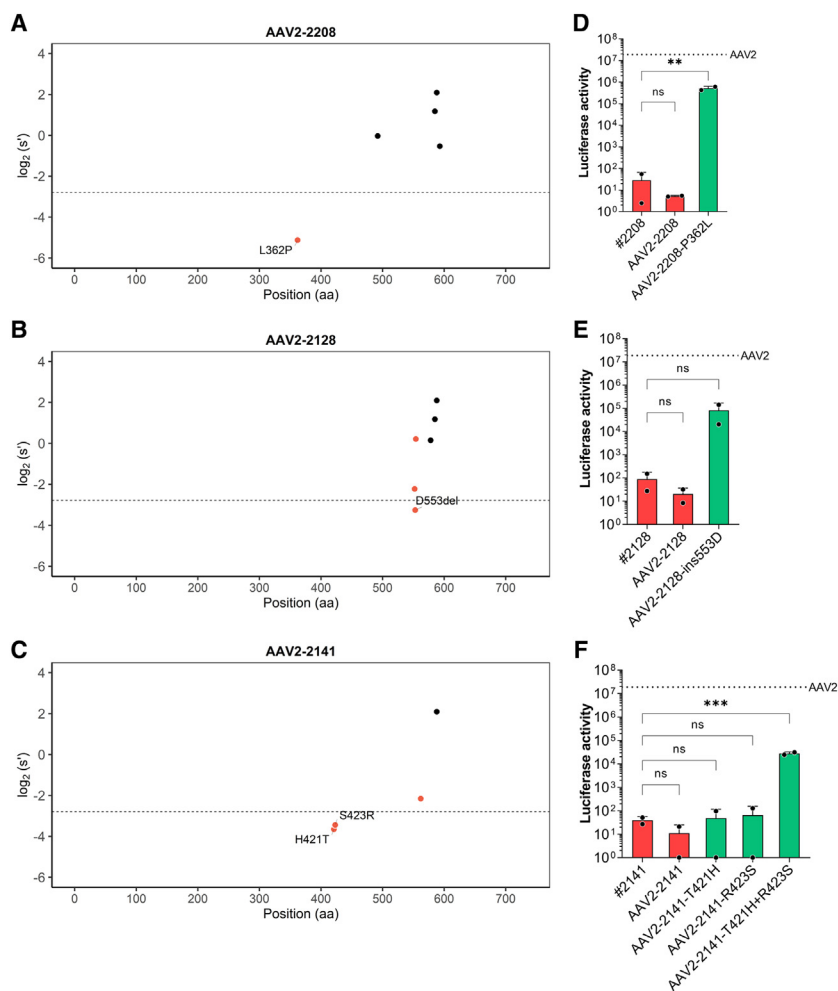 A
AAV2-2208
4
2
0
-2
-4
-6
log2 (s')
L362P
0 100 200 300 400 500 600 700
Position (aa)
D
10^8
10^7
10^6
10^5
10^4
10^3
10^2
10^1
10^0
Luciferase activity
AAV2
**
ns
#2208
AAV2-2208
AAV2-2208-P362L
B
AAV2-2128
4
2
0
-2
-4
-6
log2 (s')
D553del
0 100 200 300 400 500 600 700
Position (aa)
E
10^8
10^7
10^6
10^5
10^4
10^3
10^2
10^1
10^0
Luciferase activity
AAV2
ns
ns
#2128
AAV2-2128
AAV2-2128-ins553D
C
AAV2-2141
4
2
0
-2
-4
-6
log2 (s')
S423R
H421T
0 100 200 300 400 500 600 700
Position (aa)
F
10^8
10^7
10^6
10^5
10^4
10^3
10^2
10^1
10^0
Luciferase activity
AAV2
***
ns
ns
ns
#2141
AAV2-2141
AAV2-2141-T421H
AAV2-2141-R423S
AAV2-2141-T421H+R423S